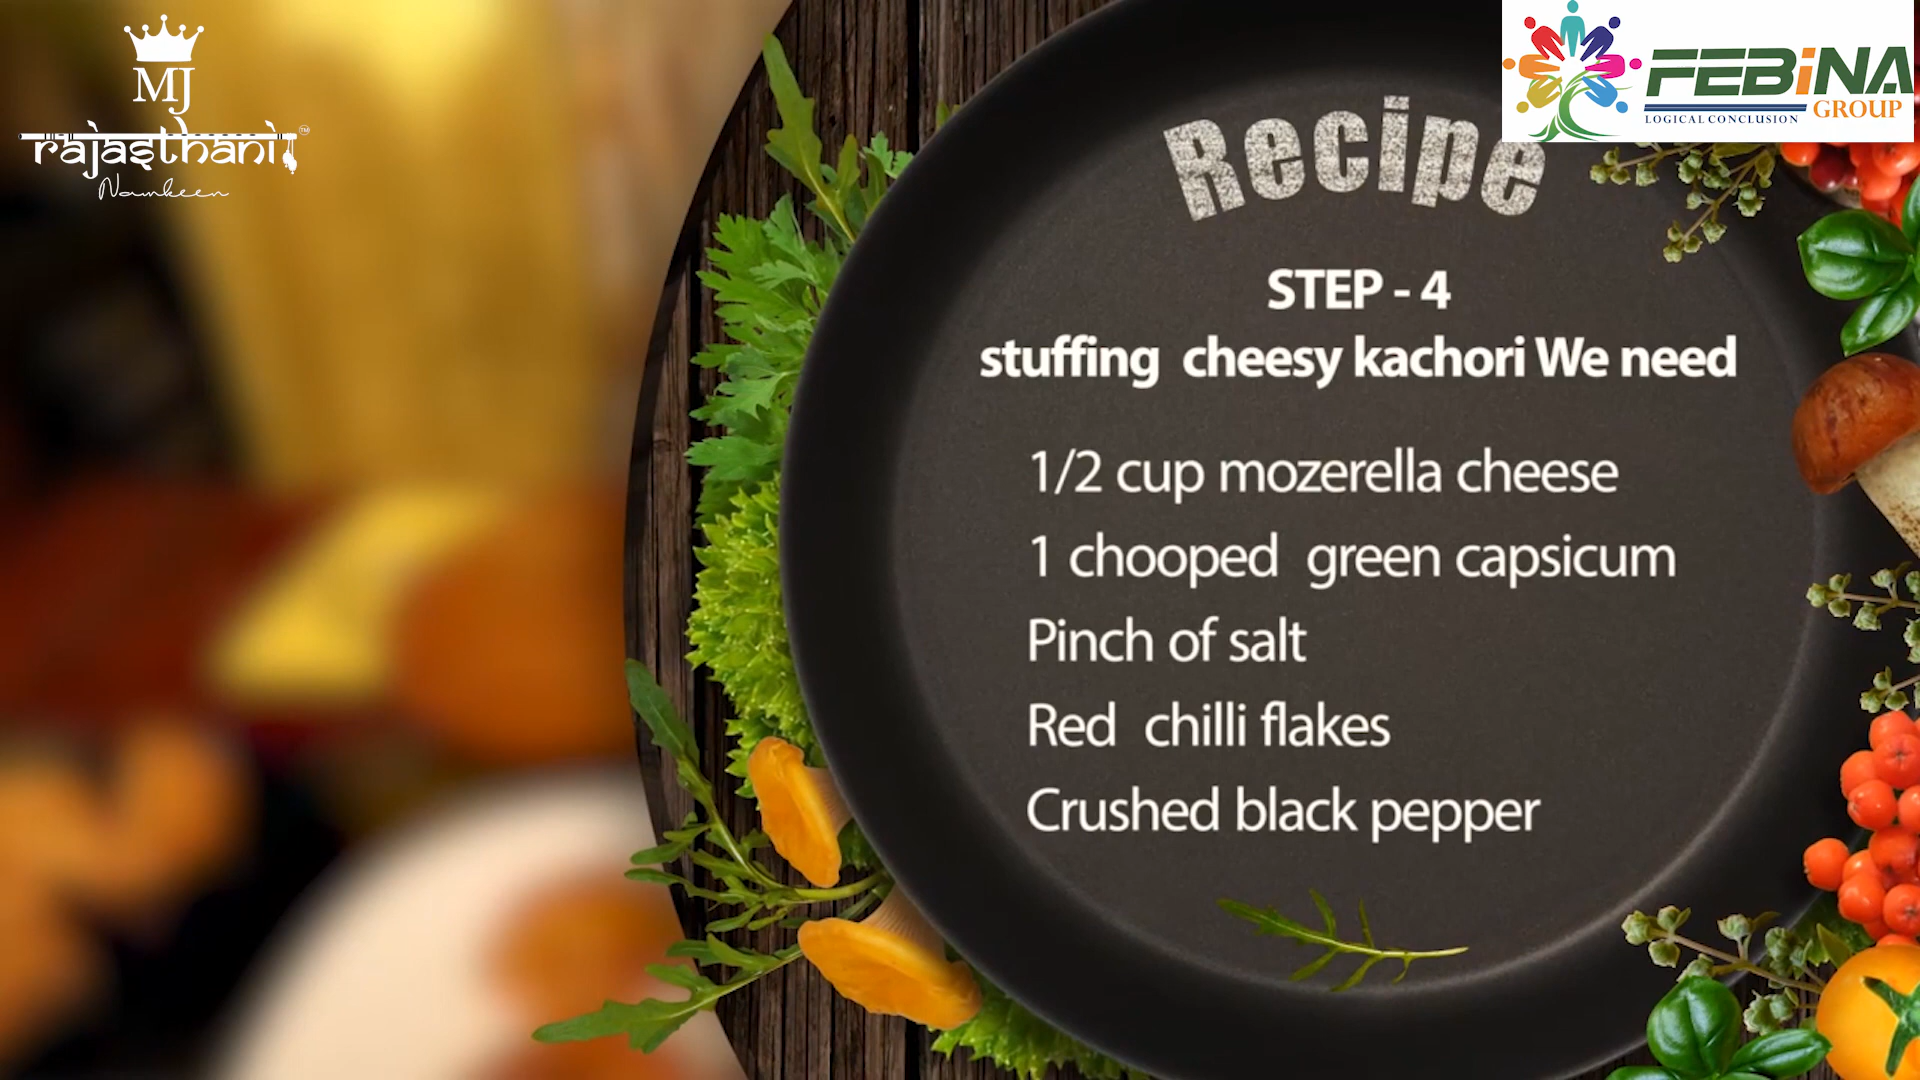 MJ
rajasthani
TM
Namkeen
FEBiNA
GROUP
LOGICAL CONCLUSION
Recipe
STEP - 4
stuffing cheesy kachori We need
1/2 cup mozerella cheese
1 chooped green capsicum
Pinch of salt
Red chilli flakes
Crushed black pepper